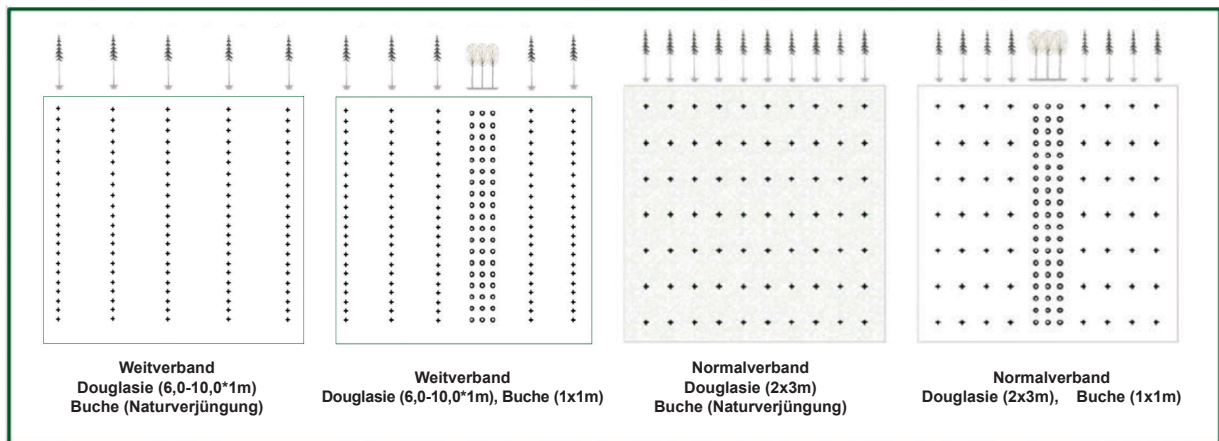 Weitverband
Douglasie (6,0-10,0*1m)
Buche (Naturverjüngung)
Weitverband
Douglasie (6,0-10,0*1m), Buche (1x1m)
Normalverband
Douglasie (2x3m)
Buche (Naturverjüngung)
Normalverband
Douglasie (2x3m), Buche (1x1m)